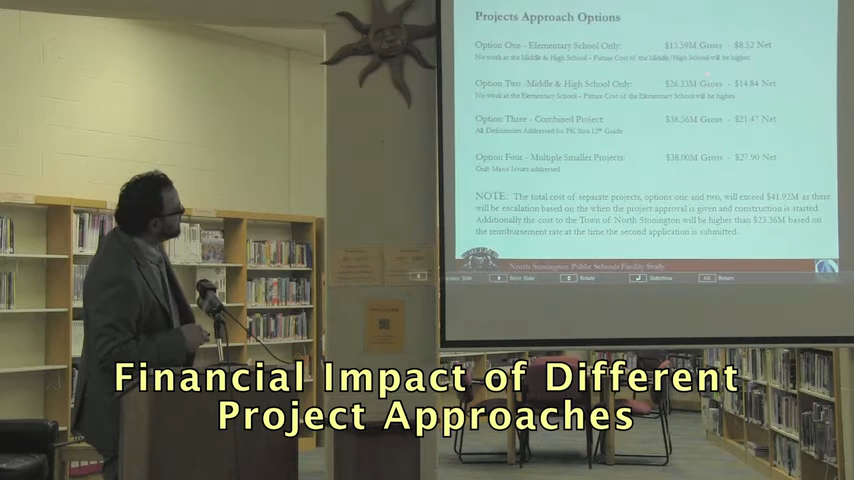 Projects Approach Options
Option One - Elementary School Only: $15.59M Gross - $8.52 Net
No work at the Middle & High School - Future Cost of the Middle/High School will be higher
Option Two -Middle & High School Only: $26.33M Gross - $14.84 Net
No work at the Elementary School - Future Cost of the Elementary School will be higher
Option Three - Combined Project: $38.56M Gross - $21.47 Net
All Deficiencies Addressed for PK thru 12th Grade
Option Four - Multiple Smaller Projects: $38.00M Gross - $27.90 Net
Only Major Issues addressed
NOTE: The total cost of separate projects, options one and two, will exceed $41.92M as there
will be escalation based on the when the project approval is given and construction is started.
Additionally the cost to the Town of North Stonington will be higher than $23.36M based on
the reimbursement rate at the time the second application is submitted.
North Stonington Public Schools Facility Study
Next Slide Slideshow Return
Financial Impact of Different
Project Approaches